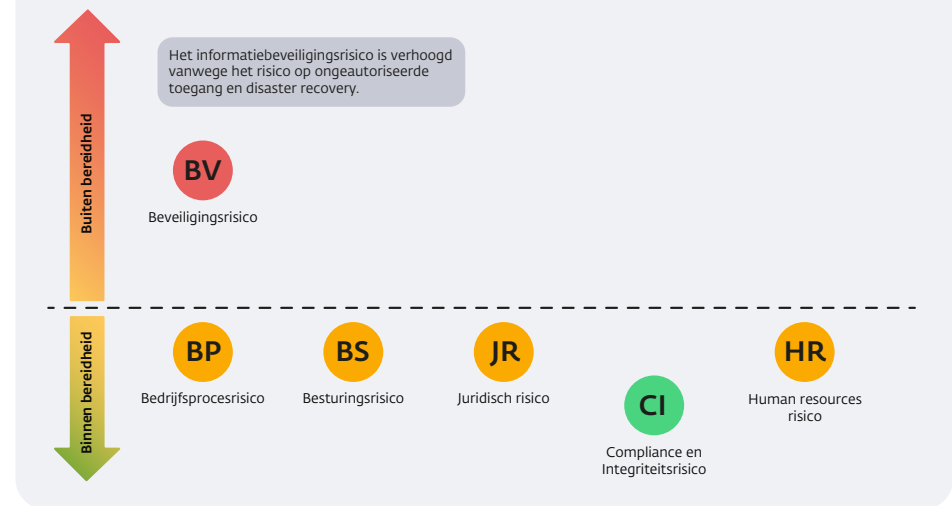 Het informatiebeveiligingsrisico is verhoogd
vanwege het risico op ongeautoriseerde
toegang en disaster recovery.
Buiten bereidheid
BV
Beveiligingsrisico
Binnen bereidheid
BP
Bedrijfsprocesrisico
BS
Besturingsrisico
JR
Juridisch risico
CI
Compliance en
Integriteitsrisico
HR
Human resources
risico